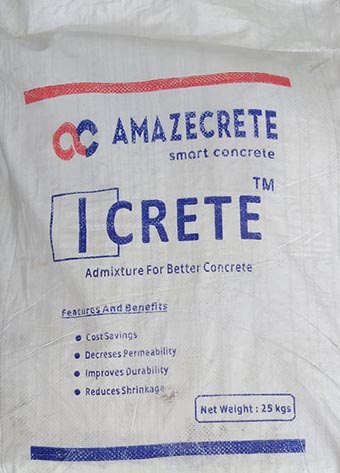 AMAZECRETE
smart concrete
I CRETE™
Admixture For Better Concrete
Features And Benefits
Cost Savings
Decreses Permeability
Improves Durability
Reduces Shrinkage
Net Weight : 25 kgs